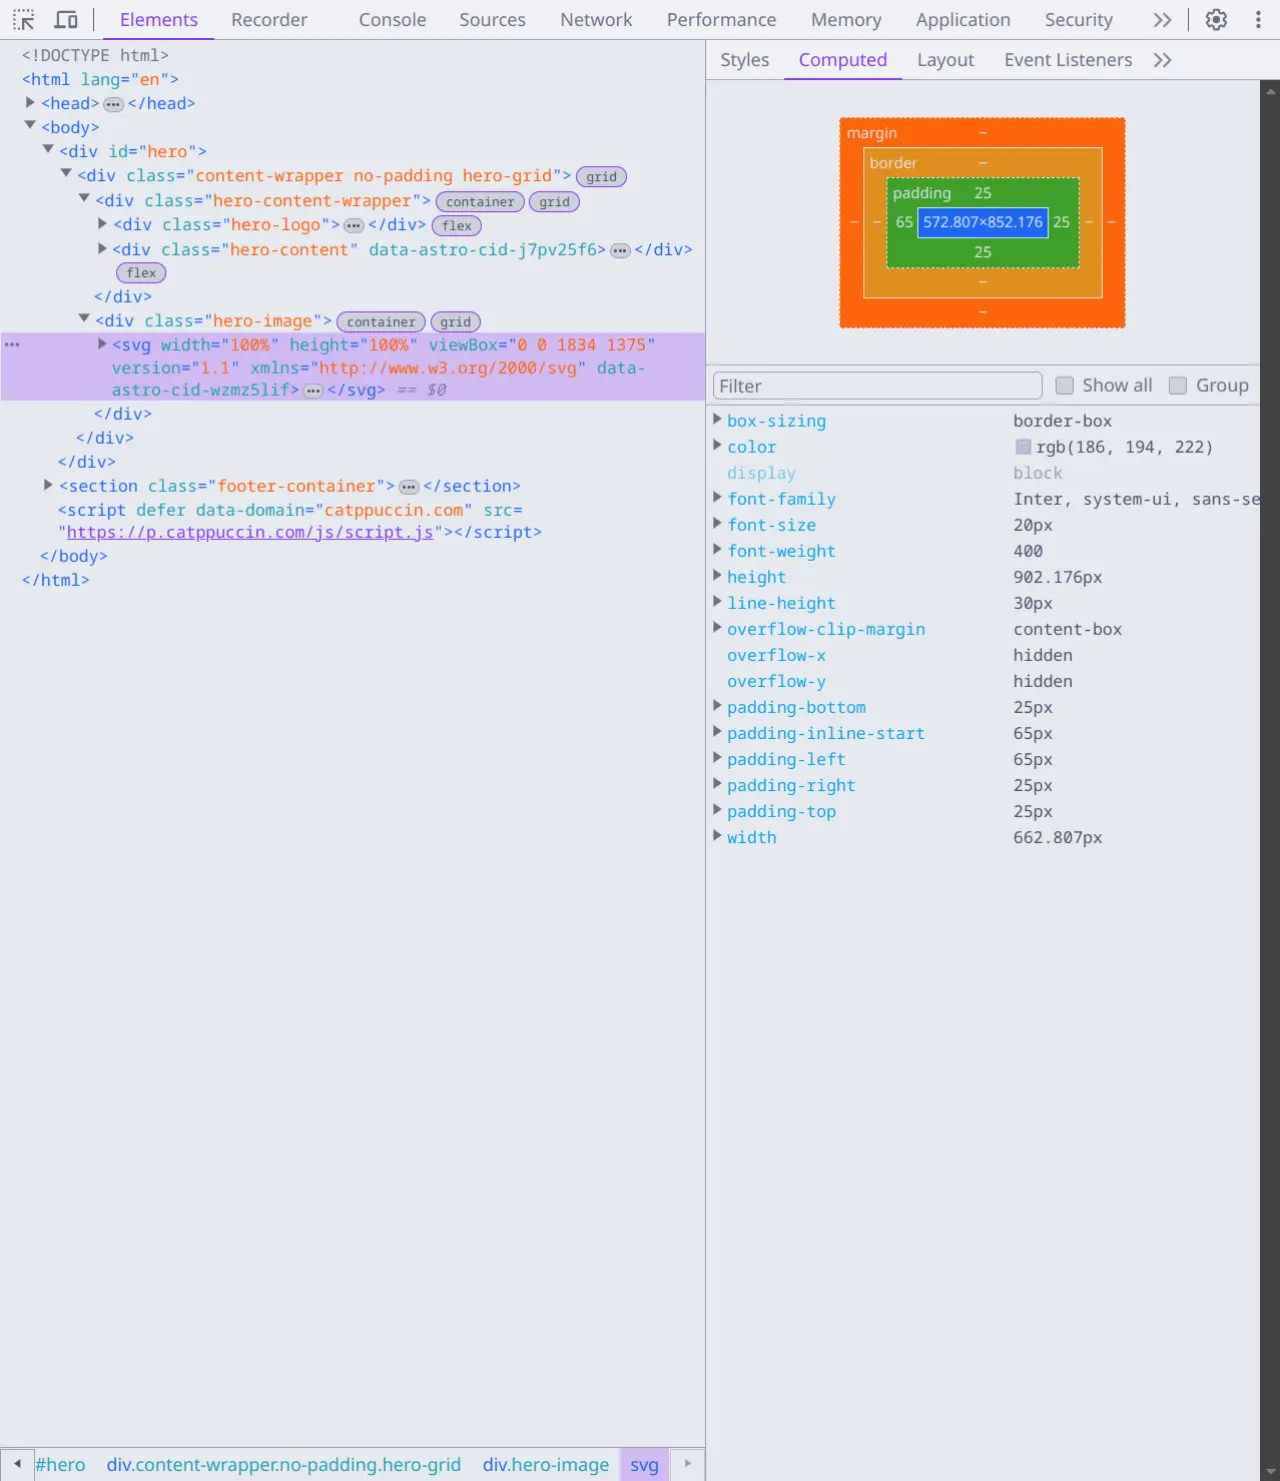 Elements Recorder Console Sources Network Performance Memory Application Security
<!DOCTYPE html>
<html lang="en">
<head> ••• </head>
<body>
<div id="hero">
<div class="content-wrapper no-padding hero-grid"> grid
<div class="hero-content-wrapper"> container grid
<div class="hero-logo"> ••• </div> flex
<div class="hero-content" data-astro-cid-j7pv25f6> ••• </div>
flex
</div>
<div class="hero-image"> container grid
••• <svg width="100%" height="100%" viewBox="0 0 1834 1375"
version="1.1" xmlns="http://www.w3.org/2000/svg" data-
astro-cid-wzmz5lif> ••• </svg> == $0
</div>
</div>
</div>
<section class="footer-container"> ••• </section>
<script defer data-domain="catppuccin.com" src=
"https://p.catppuccin.com/js/script.js"></script>
</body>
</html>
#hero div.content-wrapper.no-padding.hero-grid div.hero-image svg
Styles Computed Layout Event Listeners
margin –
border –
padding 25
– – 65 572.807×852.176 25 – –
25
–
–
Filter Show all Group
box-sizing border-box
color rgb(186, 194, 222)
display block
font-family Inter, system-ui, sans-se
font-size 20px
font-weight 400
height 902.176px
line-height 30px
overflow-clip-margin content-box
overflow-x hidden
overflow-y hidden
padding-bottom 25px
padding-inline-start 65px
padding-left 65px
padding-right 25px
padding-top 25px
width 662.807px